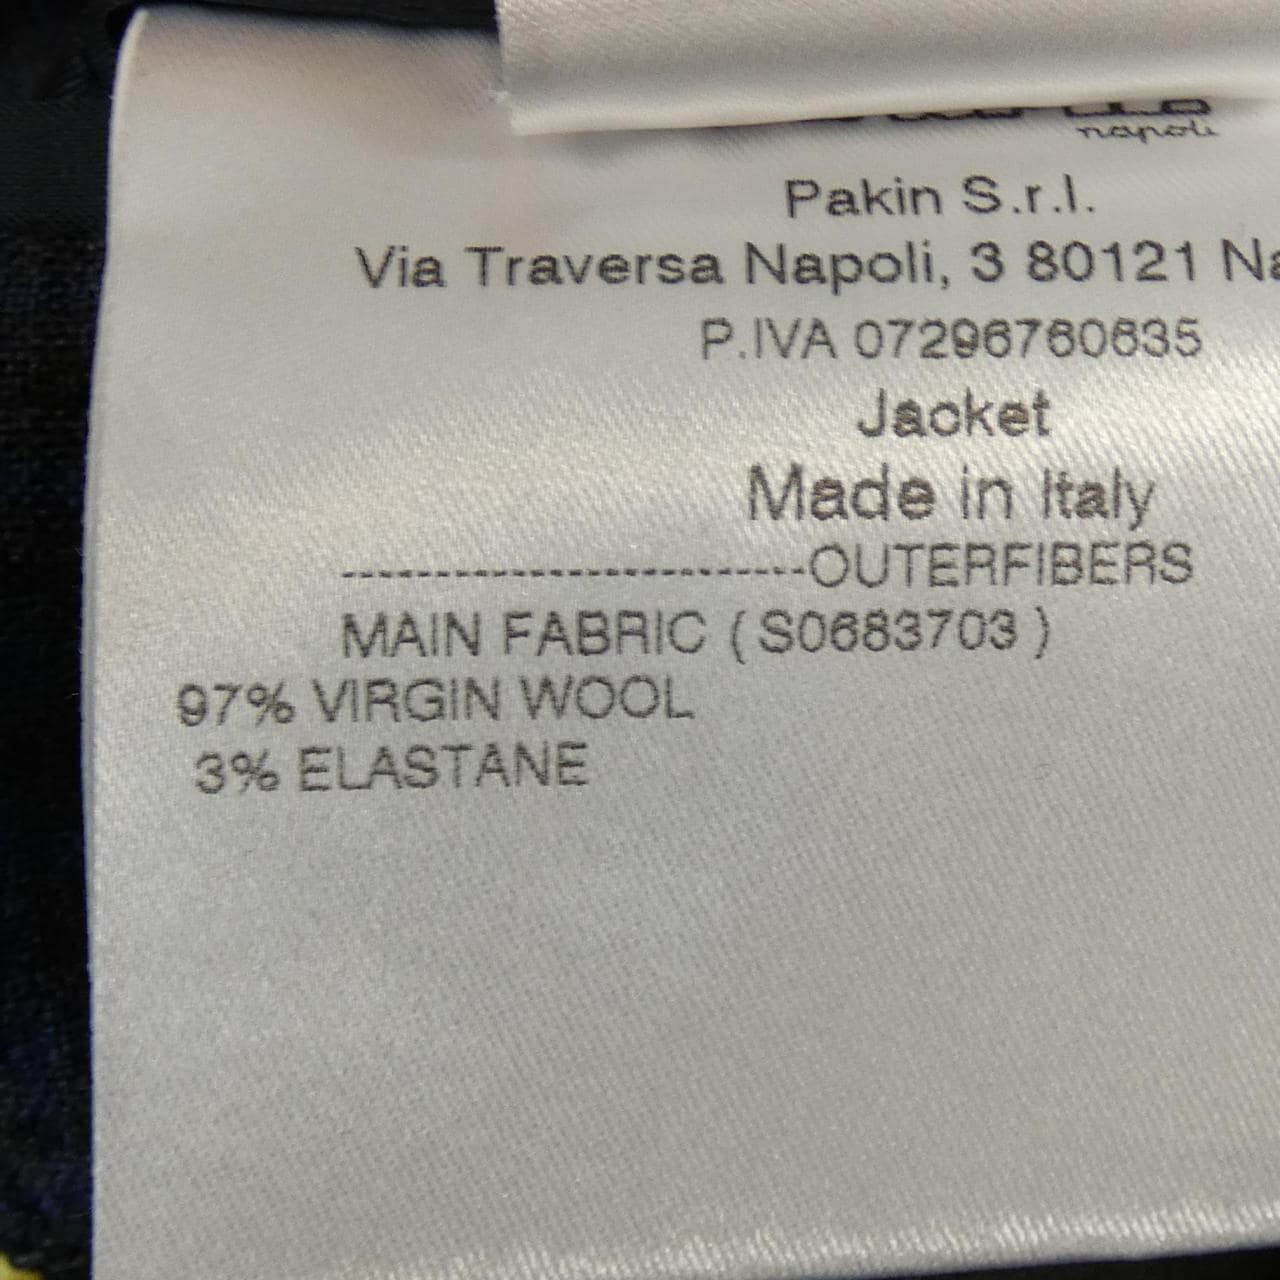 napoli
Pakin S.r.l.
Via Traversa Napoli, 3 80121
P.IVA 07296760635
Jacket
Made in Italy
-------------------------OUTERFIBERS
MAIN FABRIC ( S0683703 )
97% VIRGIN WOOL
3% ELASTANE